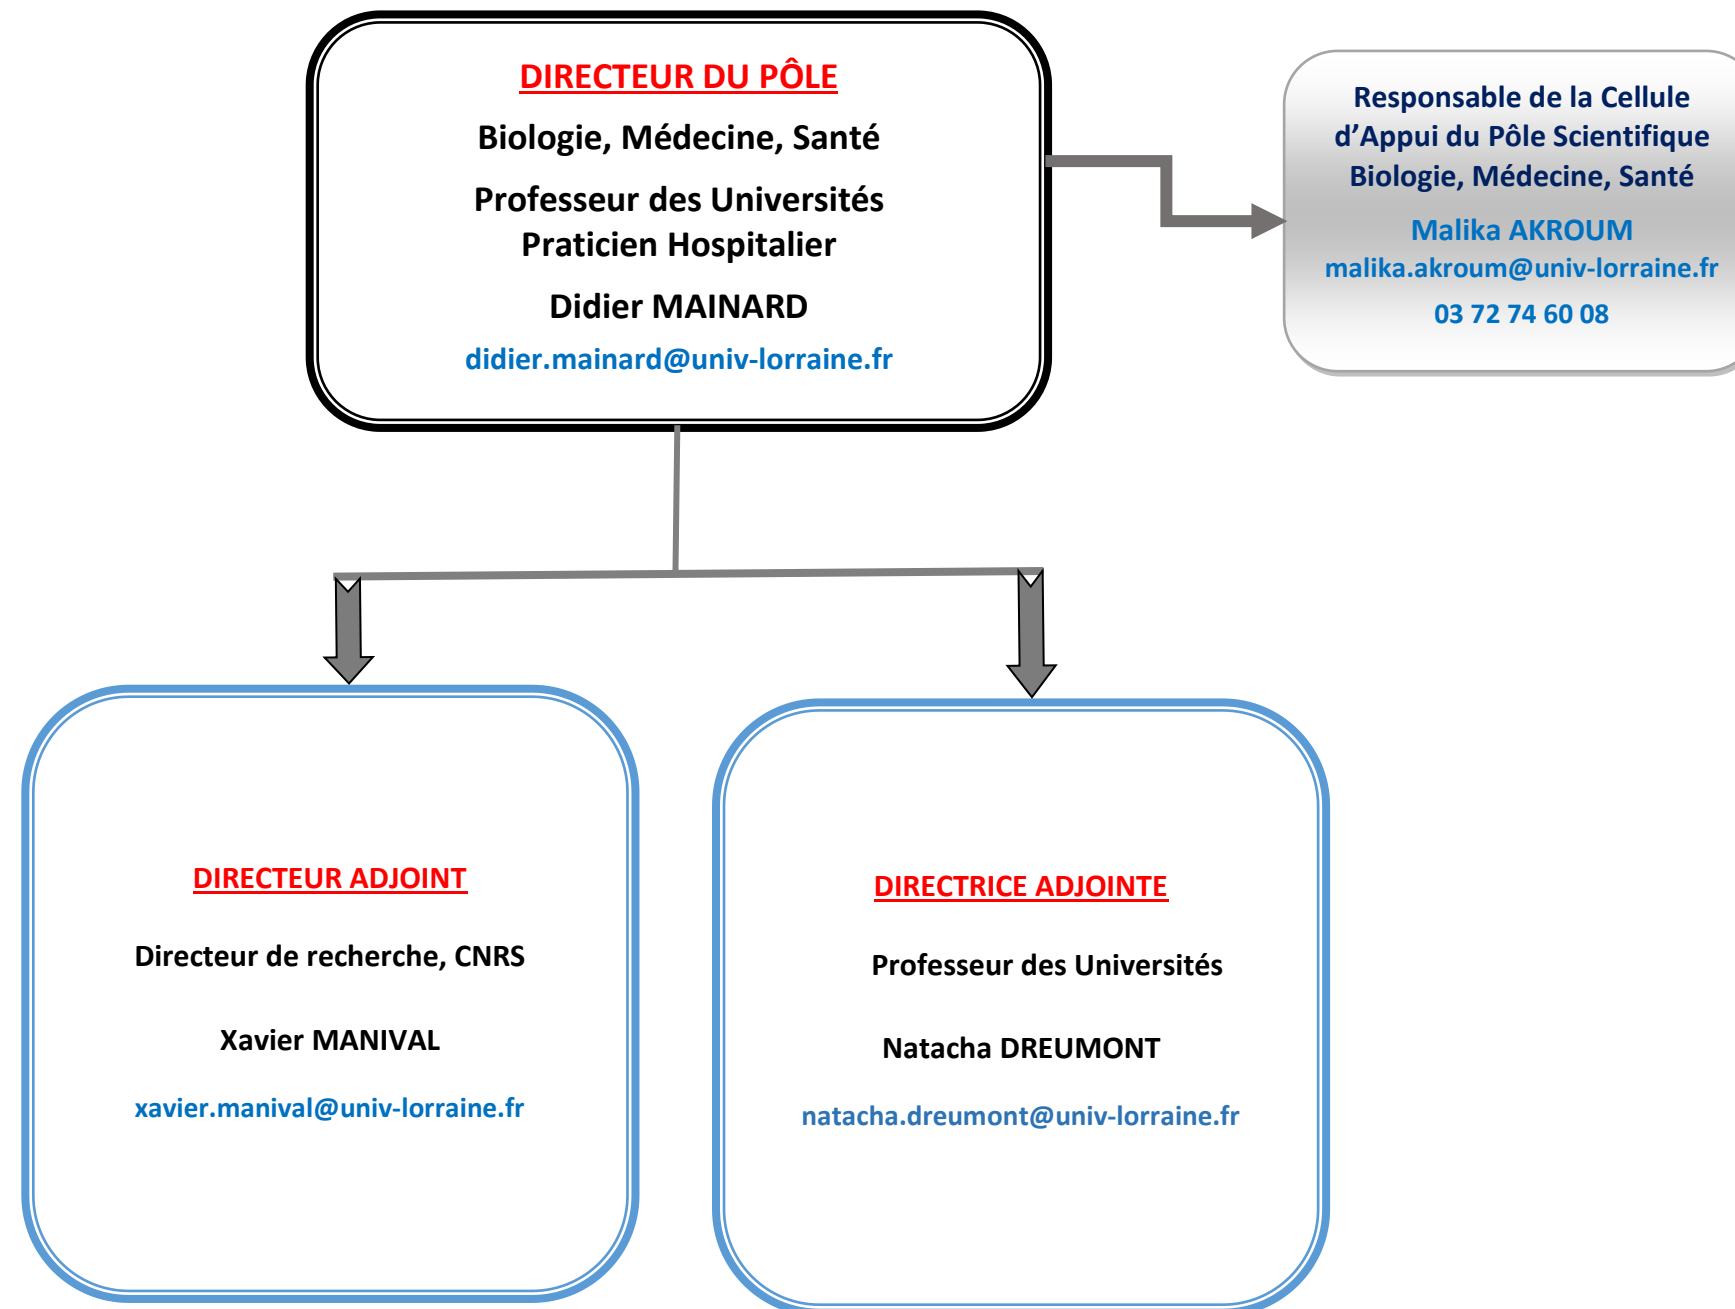 DIRECTEUR DU PÔLE
Biologie, Médecine, Santé
Professeur des Universités
Praticien Hospitalier
Didier MAINARD
didier.mainard@univ-lorraine.fr
Responsable de la Cellule
d’Appui du Pôle Scientifique
Biologie, Médecine, Santé
Malika AKROUM
malika.akroum@univ-lorraine.fr
03 72 74 60 08
DIRECTEUR ADJOINT
Directeur de recherche, CNRS
Xavier MANIVAL
xavier.manival@univ-lorraine.fr
DIRECTRICE ADJOINTE
Professeur des Universités
Natacha DREUMONT
natacha.dreumont@univ-lorraine.fr